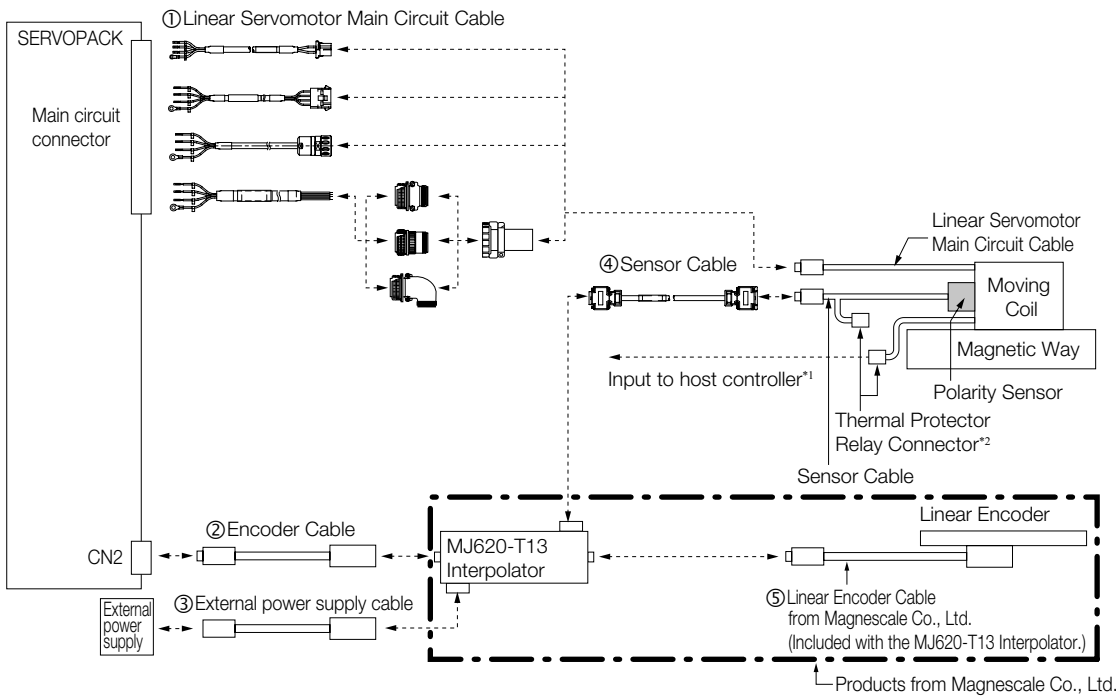 ①Linear Servomotor Main Circuit Cable
SERVOPACK
Main circuit
connector
Linear Servomotor
Main Circuit Cable
④Sensor Cable
Moving
Coil
Magnetic Way
Input to host controller*1
Polarity Sensor
Thermal Protector
Relay Connector*2
Sensor Cable
②Encoder Cable
Linear Encoder
CN2
MJ620-T13
Interpolator
③External power supply cable
External
power
supply
⑤Linear Encoder Cable
from Magnescale Co., Ltd.
(Included with the MJ620-T13 Interpolator.)
Products from Magnescale Co., Ltd.